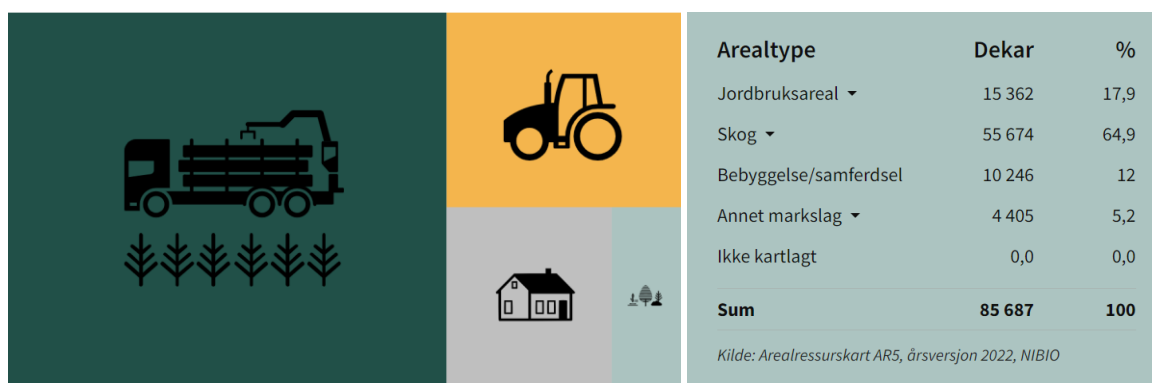 Arealtype Dekar %
Jordbruksareal 15 362 17,9
Skog 55 674 64,9
Bebyggelse/samferdsel 10 246 12
Annet markslag 4 405 5,2
Ikke kartlagt 0,0 0,0
Sum 85 687 100
Kilde: Arealressurskart AR5, årsversjon 2022, NIBIO